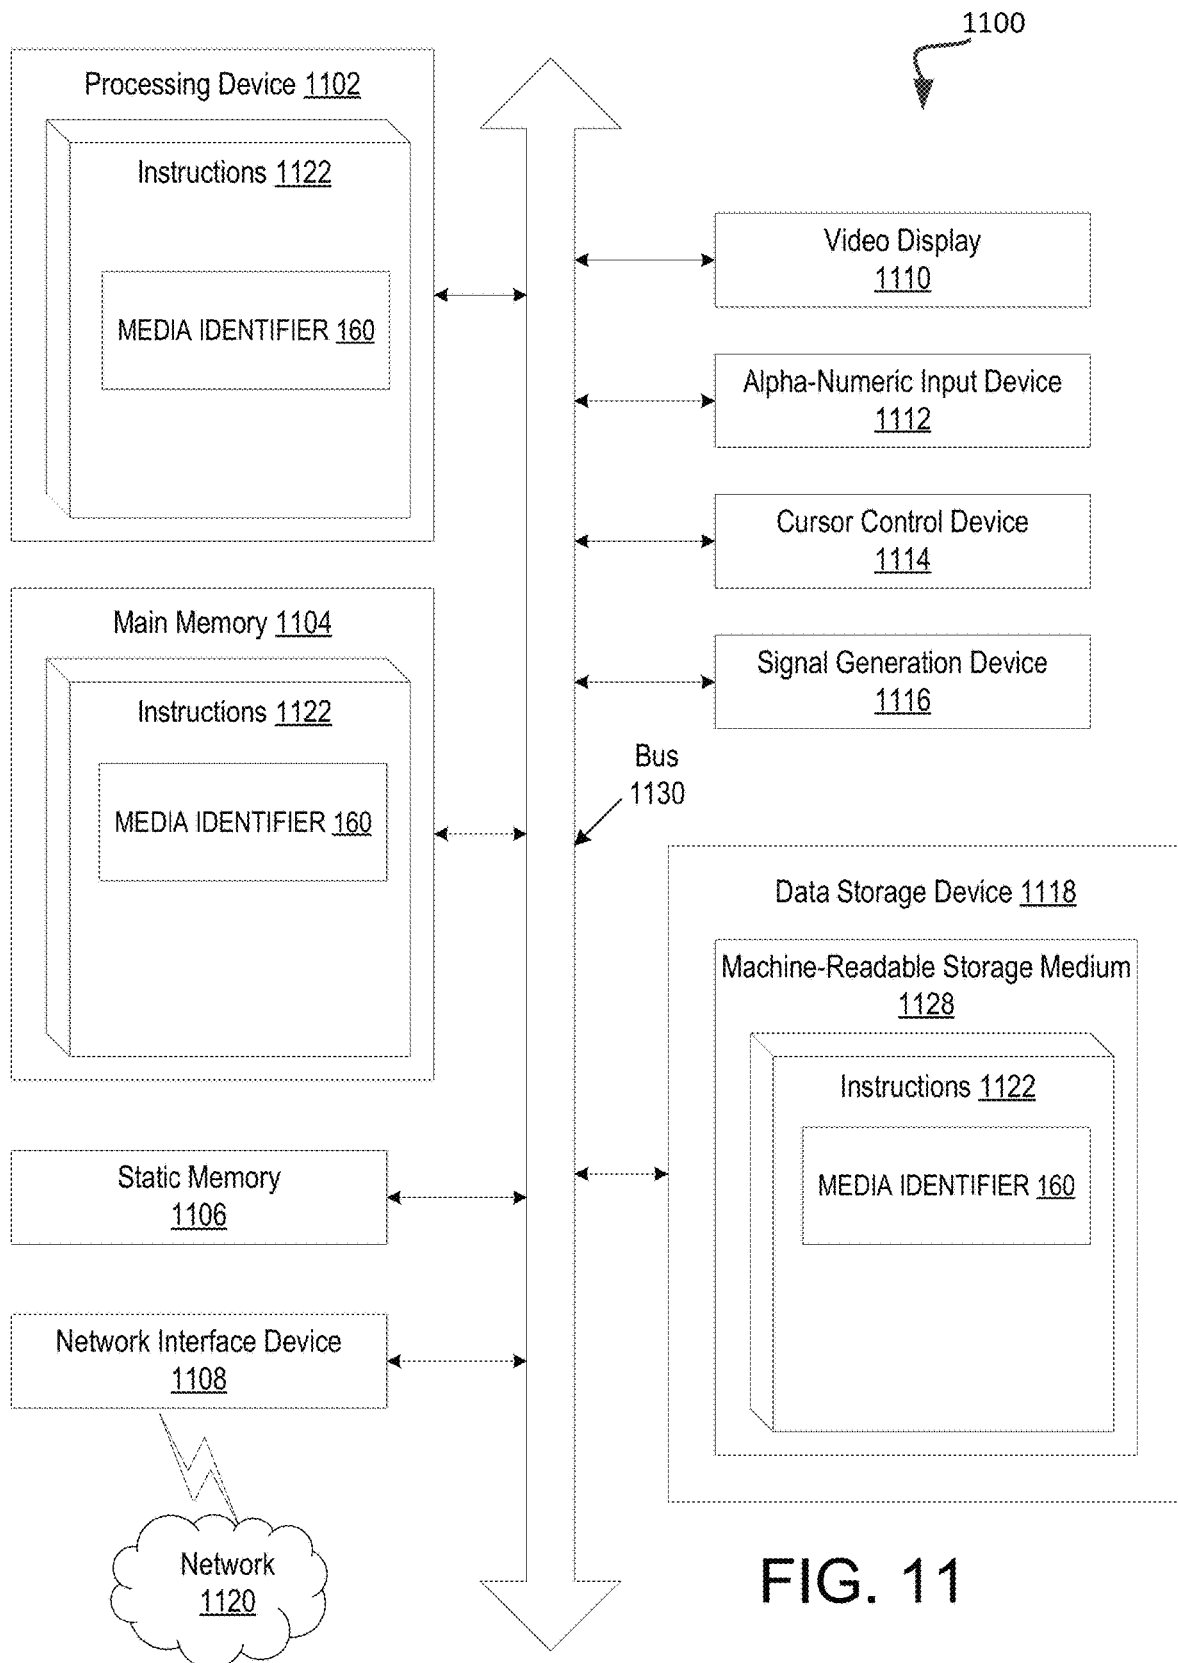 1100
Processing Device 1102
Instructions 1122
MEDIA IDENTIFIER 160
Main Memory 1104
Instructions 1122
MEDIA IDENTIFIER 160
Static Memory
1106
Network Interface Device
1108
Network
1120
Video Display
1110
Alpha-Numeric Input Device
1112
Cursor Control Device
1114
Signal Generation Device
1116
Bus
1130
Data Storage Device 1118
Machine-Readable Storage Medium
1128
Instructions 1122
MEDIA IDENTIFIER 160
FIG. 11